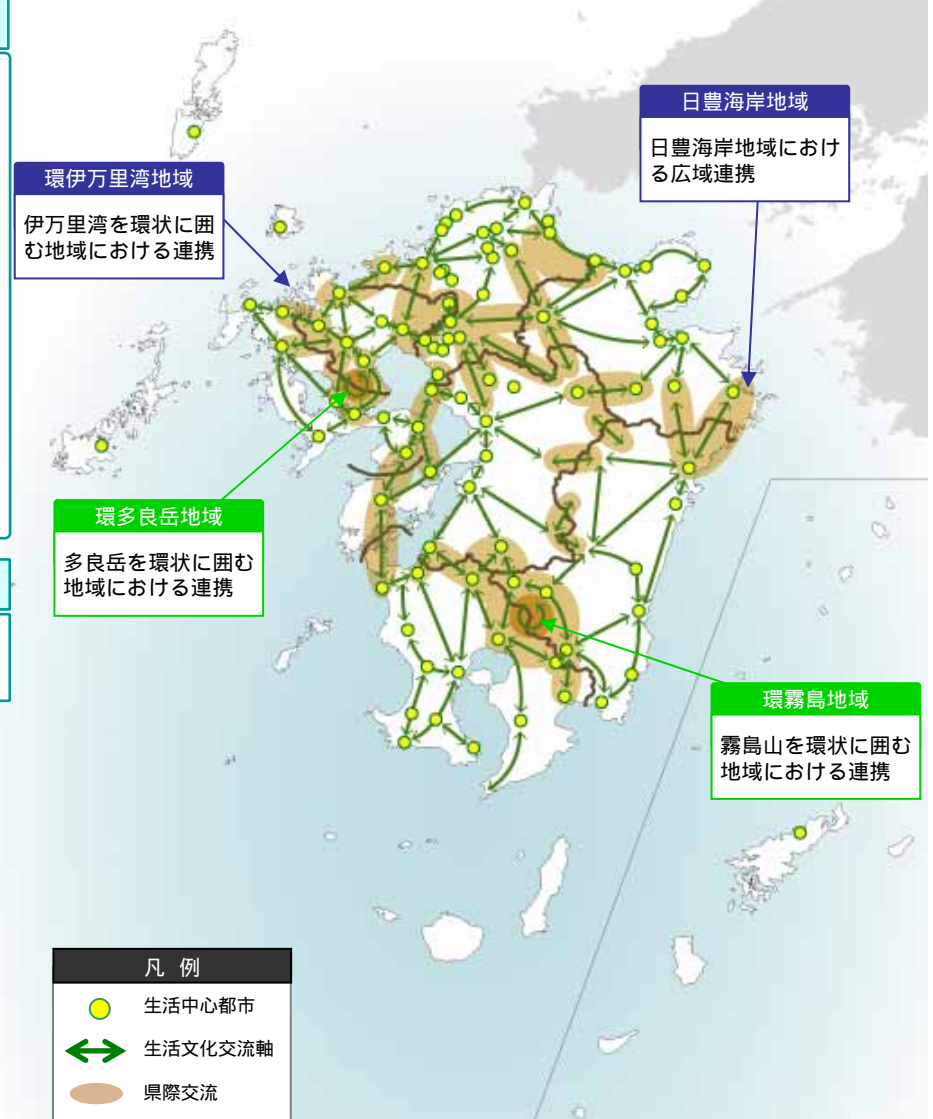 日豊海岸地域
日豊海岸地域におけ
る広域連携
環伊万里湾地域
伊万里湾を環状に囲
む地域における連携
環多良岳地域
多良岳を環状に囲む
地域における連携
環霧島地域
霧島山を環状に囲む
地域における連携
凡 例
生活中心都市
生活文化交流軸
県際交流